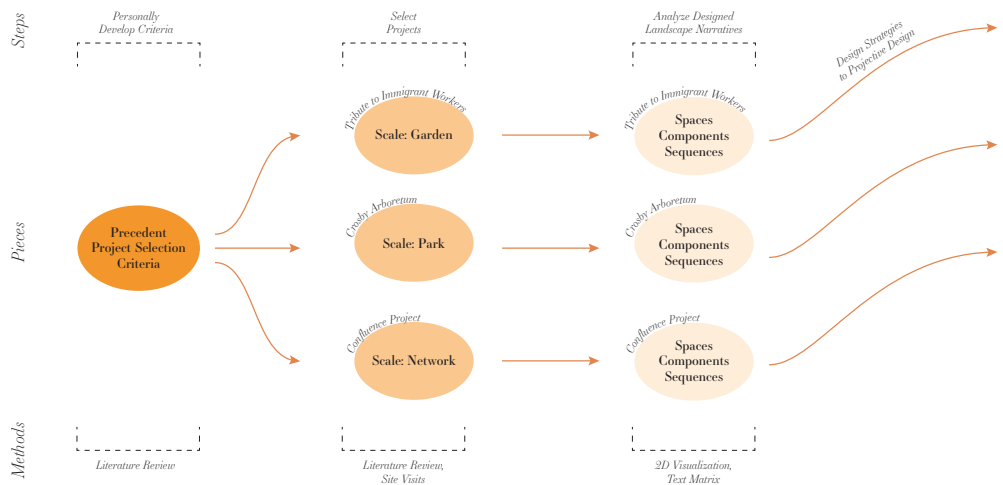 Steps
Personally
Develop Criteria
Select
Projects
Analyze Designed
Landscape Narratives
Design Strategies
to Projective Design
Pieces
Precedent
Project Selection
Criteria
Tribute to Immigrant Workers
Scale: Garden
Tribute to Immigrant Workers
Spaces
Components
Sequences
Crosby Arboretum
Scale: Park
Crosby Arboretum
Spaces
Components
Sequences
Confluence Project
Scale: Network
Confluence Project
Spaces
Components
Sequences
Methods
Literature Review
Literature Review,
Site Visits
2D Visualization,
Text Matrix